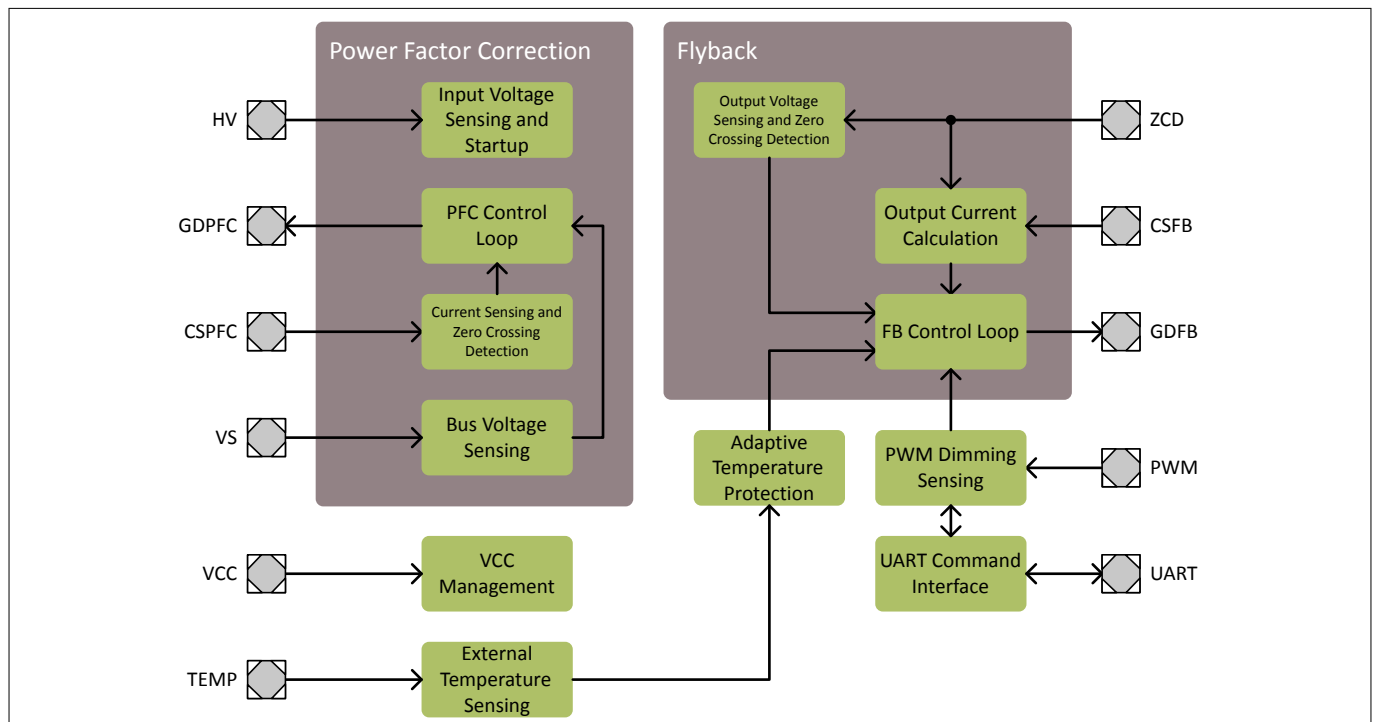 Power Factor Correction
Flyback
HV
Input Voltage
Sensing and
Startup
Output Voltage
Sensing and Zero
Crossing Detection
ZCD
GDPFC
PFC Control
Loop
Output Current
Calculation
CSFB
CSPFC
Current Sensing and
Zero Crossing
Detection
FB Control Loop
GDFB
VS
Bus Voltage
Sensing
Adaptive
Temperature
Protection
PWM Dimming
Sensing
PWM
VCC
VCC
Management
UART Command
Interface
UART
TEMP
External
Temperature
Sensing